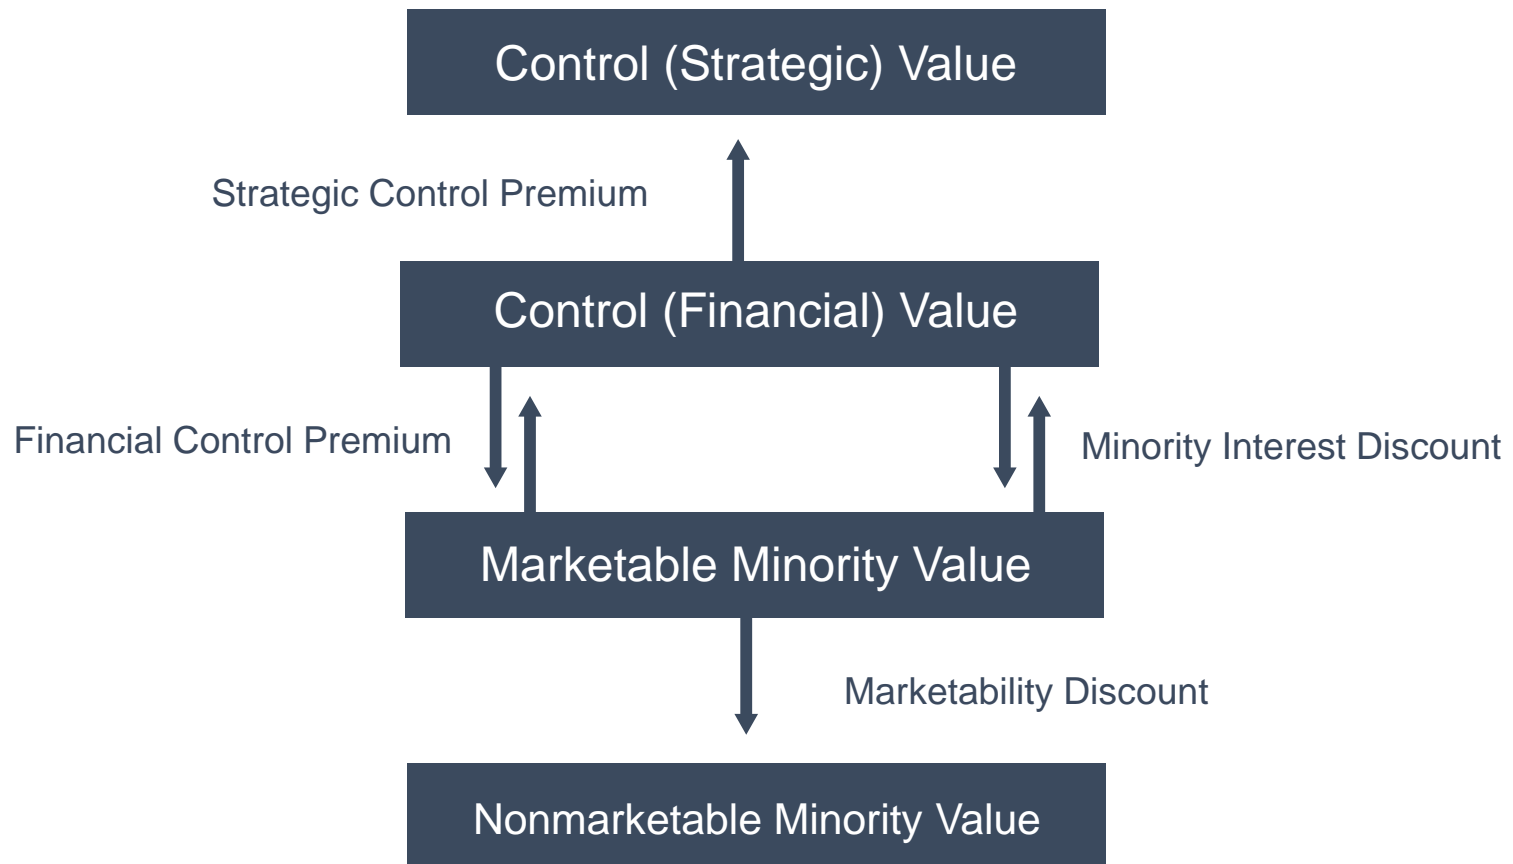 Control (Strategic) Value
Strategic Control Premium
Control (Financial) Value
Financial Control Premium
Minority Interest Discount
Marketable Minority Value
Marketability Discount
Nonmarketable Minority Value